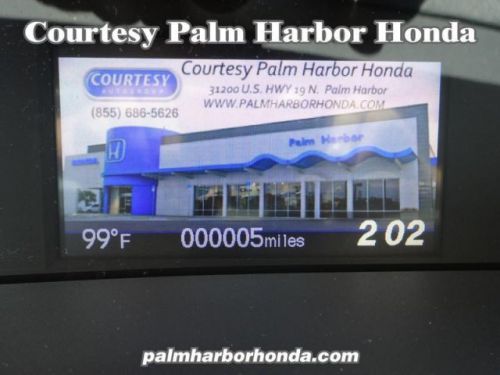 Courtesy Palm Harbor Honda
COURTESY
AUTOGROUP
(855) 686-5626
Courtesy Palm Harbor Honda
31200 U.S. HWY 19 N. Palm Harbor
WWW.PALMHARBORHONDA.COM
HONDA
Palm Harbor
99°F 000005miles 2 02
palmharborhonda.com